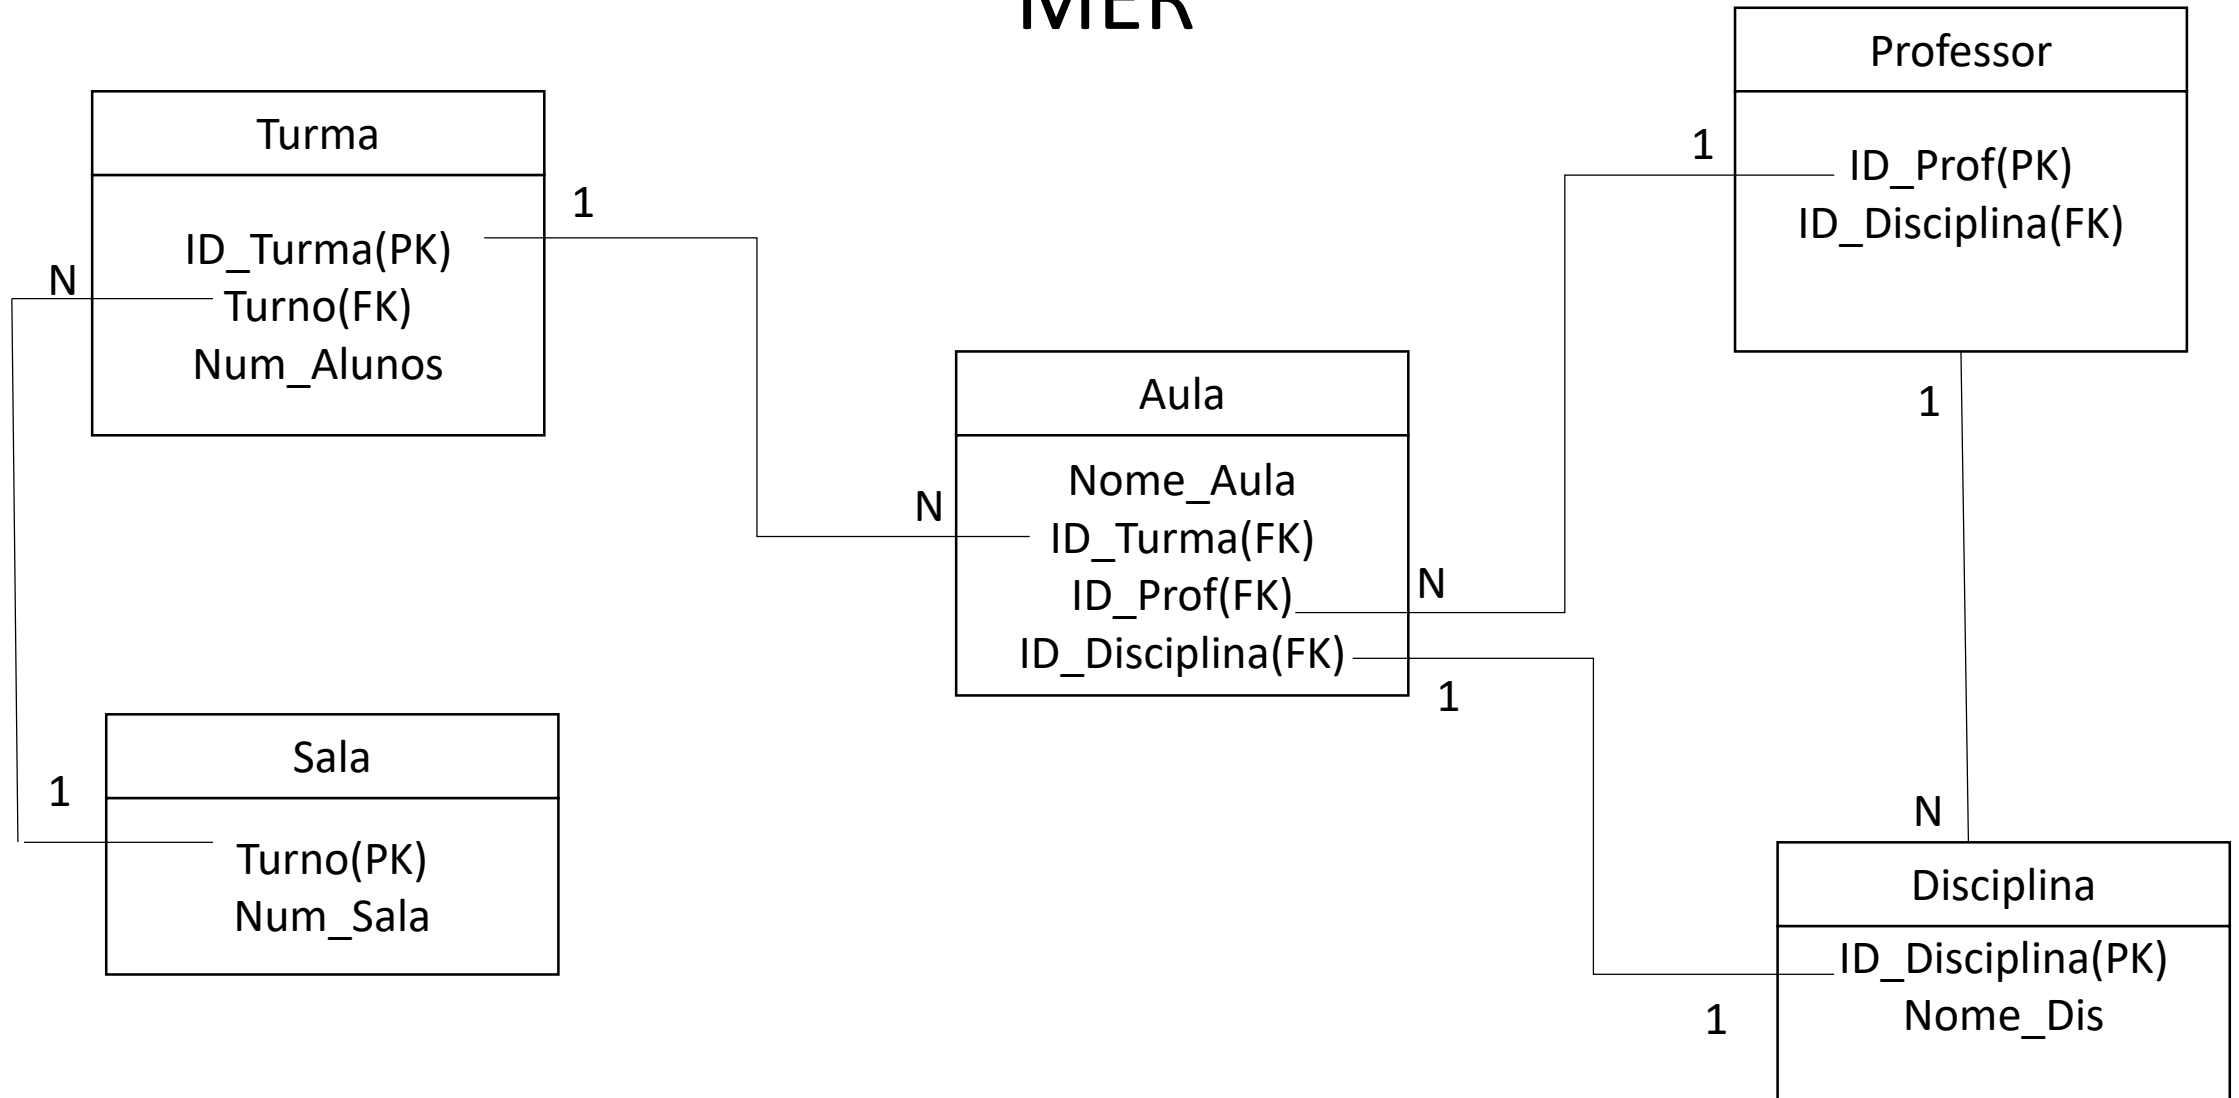 MER
Professor
ID_Prof(PK)
ID_Disciplina(FK)
1
1
Turma
ID_Turma(PK)
Turno(FK)
Num_Alunos
1
N
Aula
Nome_Aula
ID_Turma(FK)
ID_Prof(FK)
ID_Disciplina(FK)
N
N
1
Sala
Turno(PK)
Num_Sala
1
N
Disciplina
ID_Disciplina(PK)
Nome_Dis
1